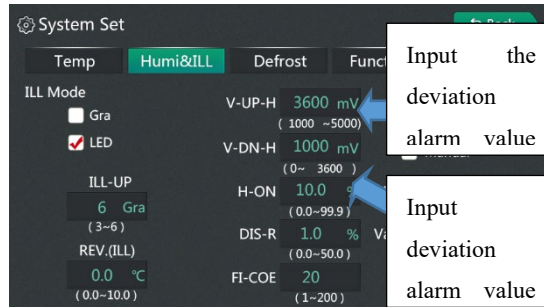 System Set
Temp Humi&ILL Defrost Funct
ILL Mode
Gra
LED
ILL-UP
6 Gra
(3~6)
REV.(ILL)
0.0 ℃
(0.0~10.0)
V-UP-H 3600 mV
( 1000 ~5000)
V-DN-H 1000 mV
(0~ 3600 )
H-ON 10.0
(0.0~99.9)
DIS-R 1.0 %
(0.0~50.0)
FI-COE 20
(1~200)
Input the
deviation
alarm value
Input
deviation
alarm value